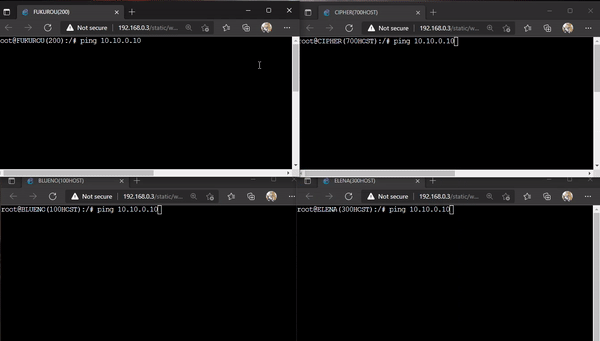 FUKUROU(200)
Not secure 192.168.0.3/static/w...
oot@FUKUROU(200):/# ping 10.10.0.10
CIPHER(700HOST)
Not secure 192.168.0.3/static/w...
root@CIPHER(700HOST):/# ping 10.10.0.10
BLUENO(100HOST)
Not secure 192.168.0.3/static/w...
root@BLUENO(100HOST):/# ping 10.10.0.10
ELENA(300HOST)
Not secure 192.168.0.3/static/w...
root@ELENA(300HOST):/# ping 10.10.0.10